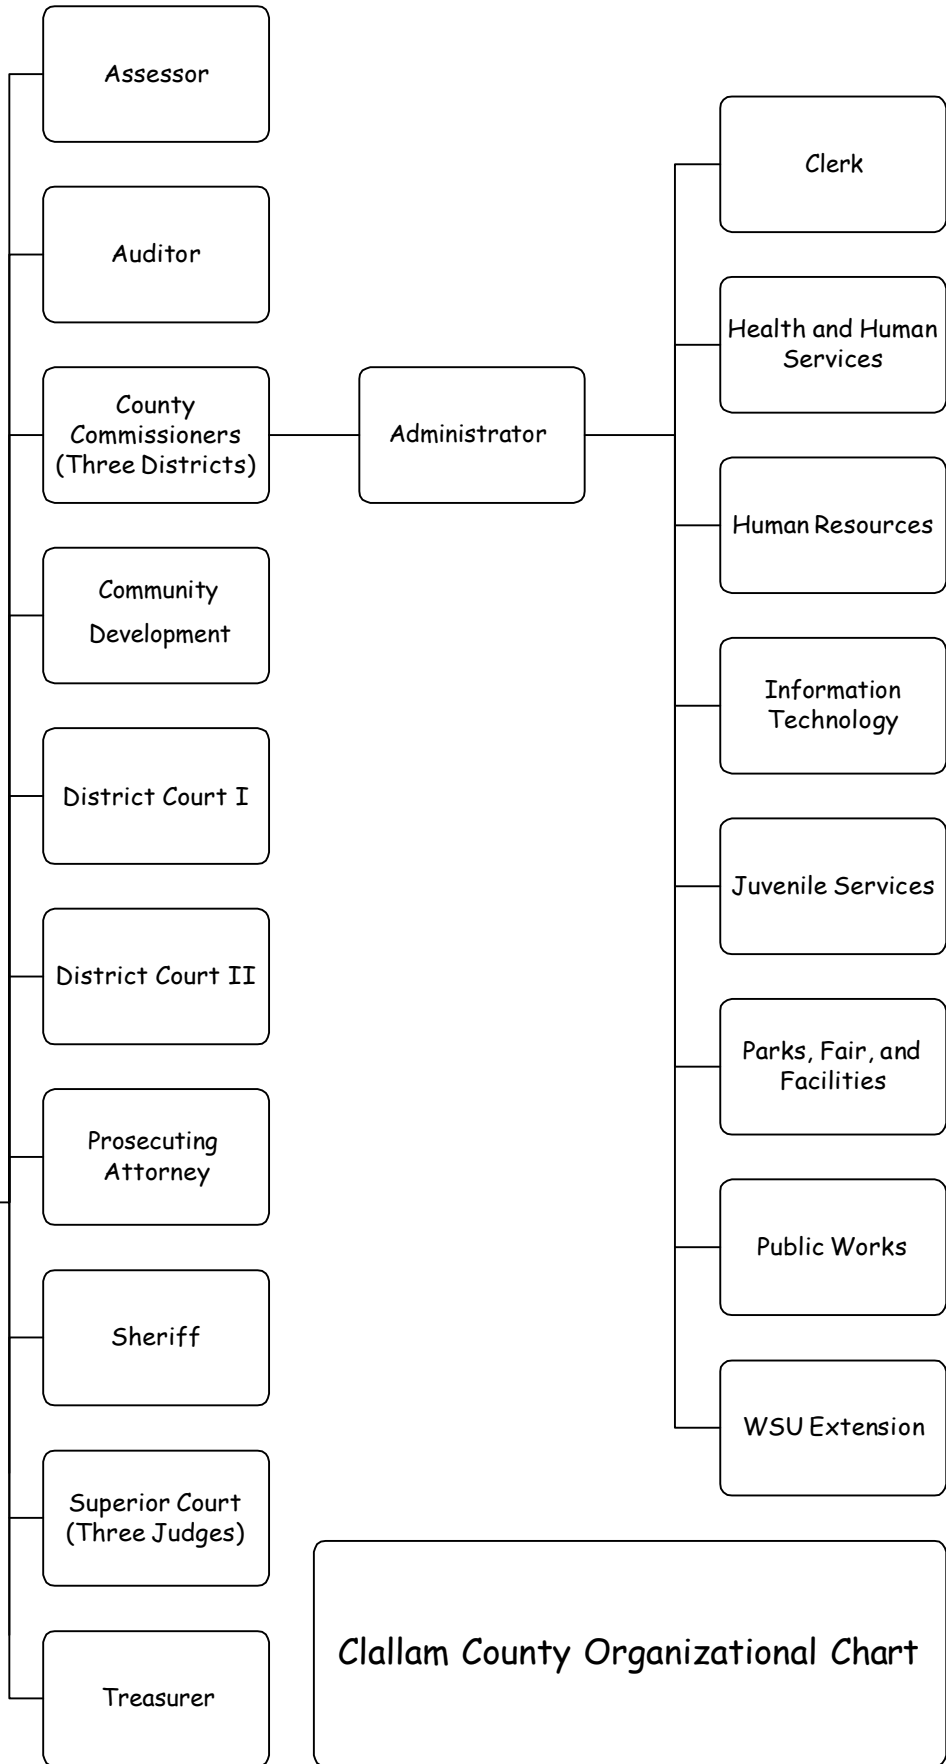 Assessor
Auditor
County
Commissioners
(Three Districts)
Community
Development
District Court I
District Court II
Prosecuting
Attorney
Sheriff
Superior Court
(Three Judges)
Treasurer
Administrator
Clerk
Health and Human
Services
Human Resources
Information
Technology
Juvenile Services
Parks, Fair, and
Facilities
Public Works
WSU Extension
Clallam County Organizational Chart